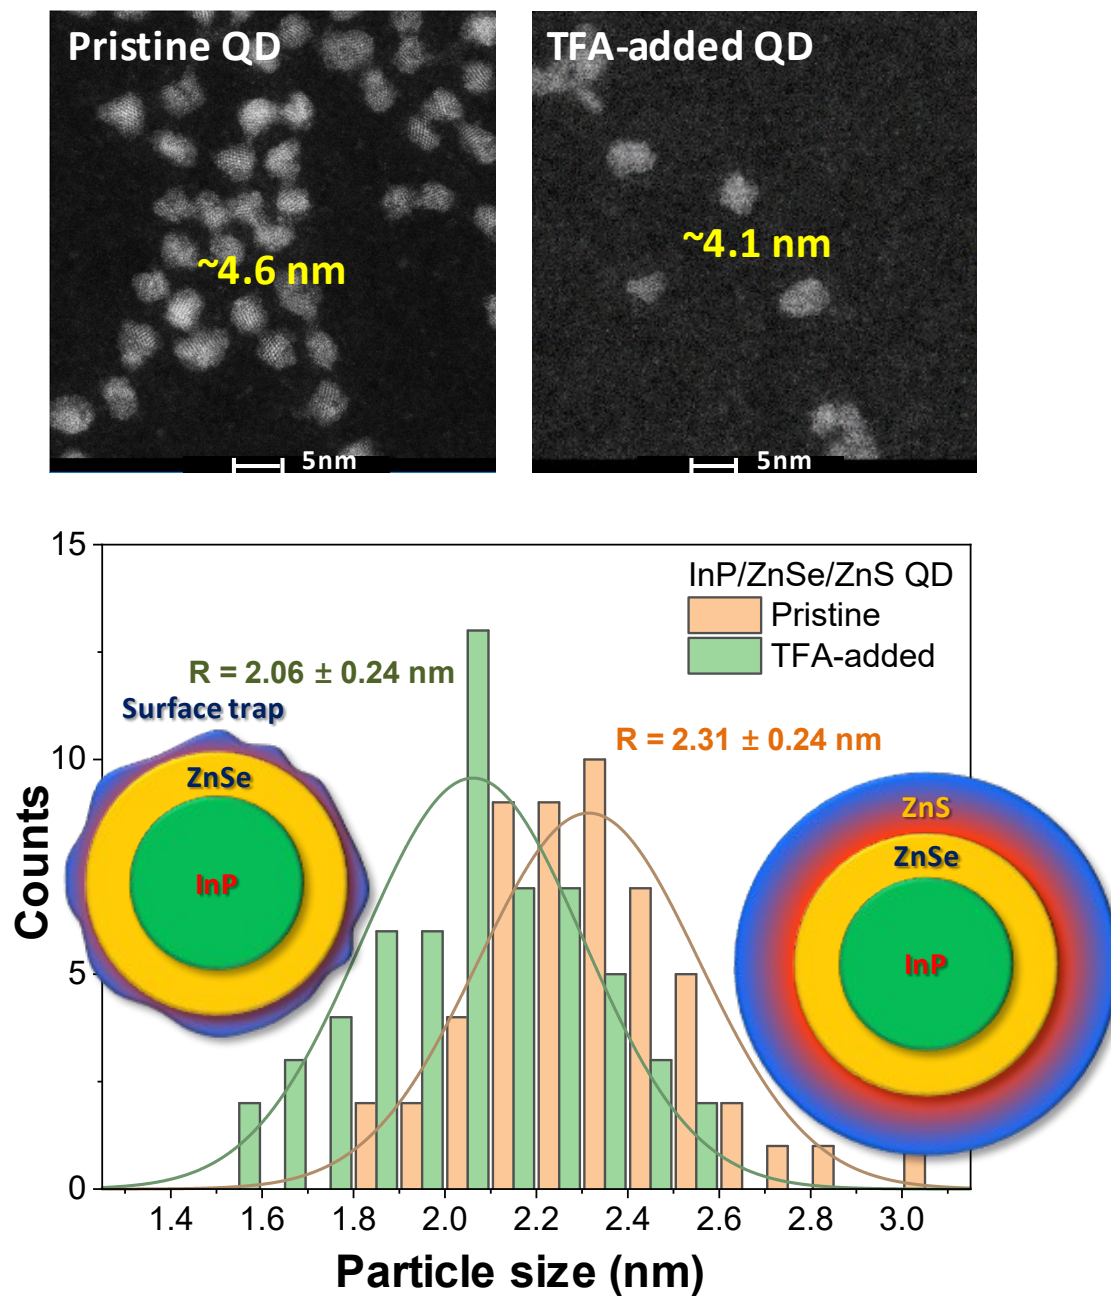 Pristine QD
~4.6 nm
5nm
TFA-added QD
~4.1 nm
5nm
15
10
5
0
Counts
InP/ZnSe/ZnS QD
Pristine
TFA-added
R = 2.06 ± 0.24 nm
R = 2.31 ± 0.24 nm
Surface trap
ZnSe
InP
ZnS
ZnSe
InP
1.4 1.6 1.8 2.0 2.2 2.4 2.6 2.8 3.0
Particle size (nm)